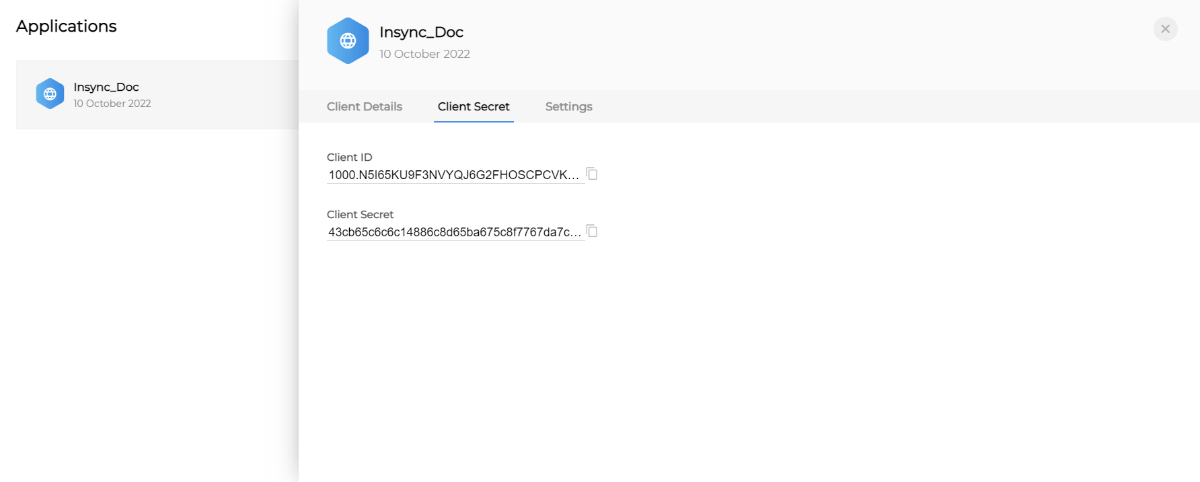 Applications
Insync_Doc
10 October 2022
Insync_Doc
10 October 2022
Client Details Client Secret Settings
Client ID
1000.N5I65KU9F3NVYQJ6G2FHOSCPCVK...
Client Secret
43cb65c6c6c14886c8d65ba675c8f7767da7c...